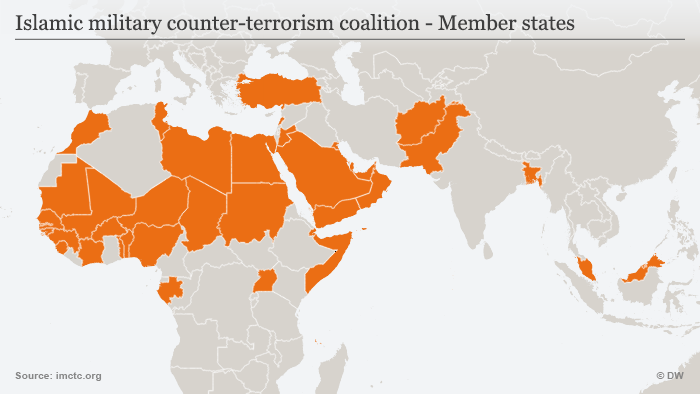 Islamic military counter-terrorism coalition - Member states
Source: imctc.org
© DW